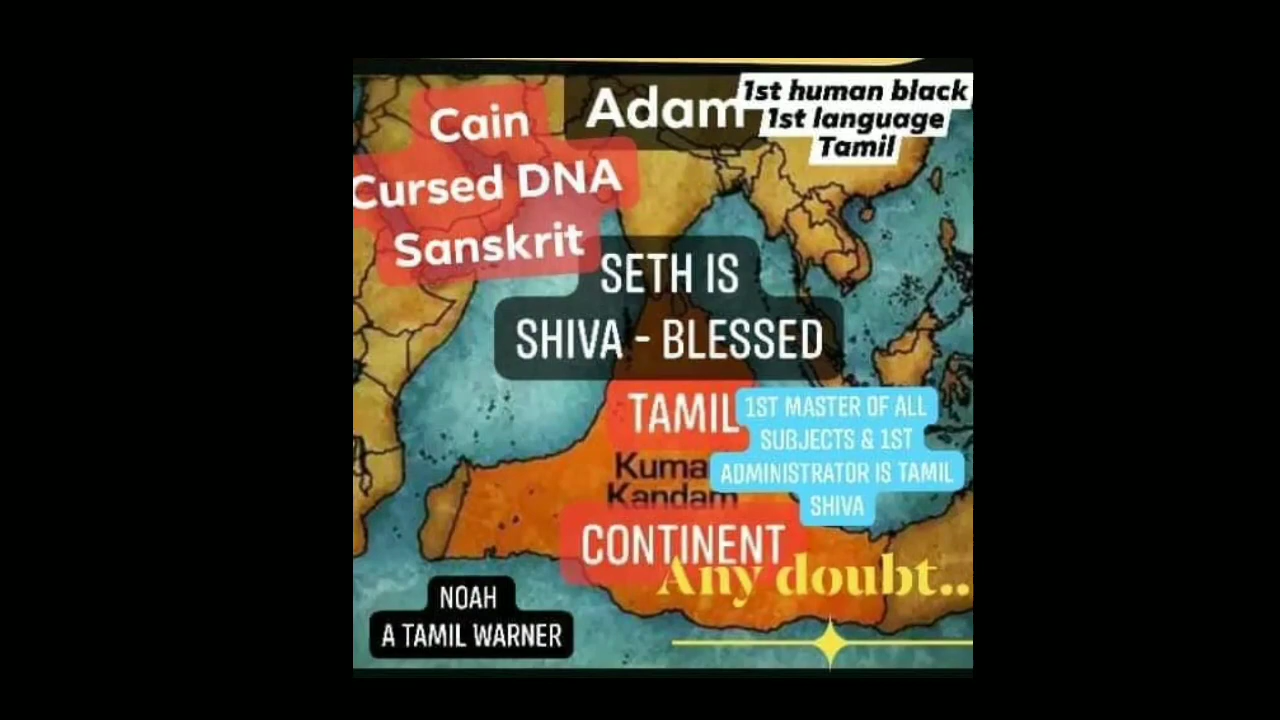 Cain
Cursed DNA
Sanskrit
Adam
1st human black
1st language
Tamil
SETH IS
SHIVA - BLESSED
TAMIL
1ST MASTER OF ALL
SUBJECTS & 1ST
ADMINISTRATOR IS TAMIL
SHIVA
Kuma
Kandam
CONTINENT
Any doubt..
NOAH
A TAMIL WARNER